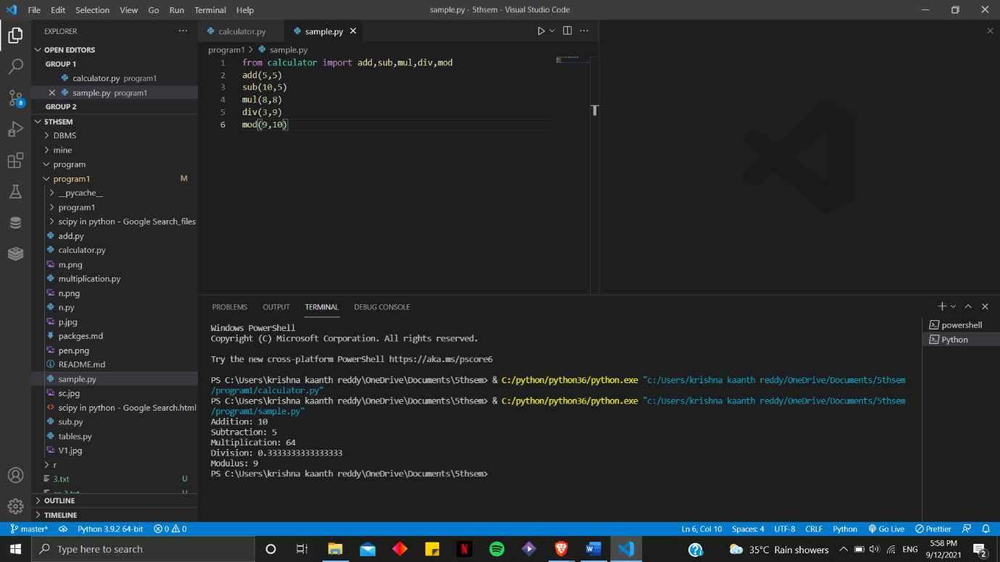 File Edit Selection View Go Run Terminal Help
sample.py - 5thsem - Visual Studio Code
EXPLORER
OPEN EDITORS
GROUP 1
calculator.py program1
sample.py program1
GROUP 2
8
5THSEM
DBMS
mine
program
program1 M
__pycache__
program1
scipy in python - Google Search_files
add.py
calculator.py
m.png
multiplication.py
n.png
n.py
p.jpg
packges.md
pen.png
README.md
sample.py
sc.jpg
scipy in python - Google Search.html
sub.py
tables.py
V1.jpg
r
3.txt U
OUTLINE
TIMELINE
calculator.py
sample.py
program1 > sample.py
1 from calculator import add,sub,mul,div,mod
2 add(5,5)
3 sub(10,5)
4 mul(8,8)
5 div(3,9)
6 mod(9,10)
PROBLEMS OUTPUT TERMINAL DEBUG CONSOLE
powershell
Python
Windows PowerShell
Copyright (C) Microsoft Corporation. All rights reserved.
Try the new cross-platform PowerShell https://aka.ms/pscore6
PS C:\Users\krishna kaanth reddy\OneDrive\Documents\5thsem> & C:/python/python36/python.exe "c:/Users/krishna kaanth reddy/OneDrive/Documents/5thsem
/program1/calculator.py"
PS C:\Users\krishna kaanth reddy\OneDrive\Documents\5thsem> & C:/python/python36/python.exe "c:/Users/krishna kaanth reddy/OneDrive/Documents/5thsem
/program1/sample.py"
Addition: 10
Subtraction: 5
Multiplication: 64
Division: 0.3333333333333333
Modulus: 9
PS C:\Users\krishna kaanth reddy\OneDrive\Documents\5thsem>
master* Python 3.9.2 64-bit 0 0 Ln 6, Col 10 Spaces: 4 UTF-8 CRLF Python Go Live Prettier
Type here to search
35°C Rain showers ENG
5:58 PM
9/12/2021
2